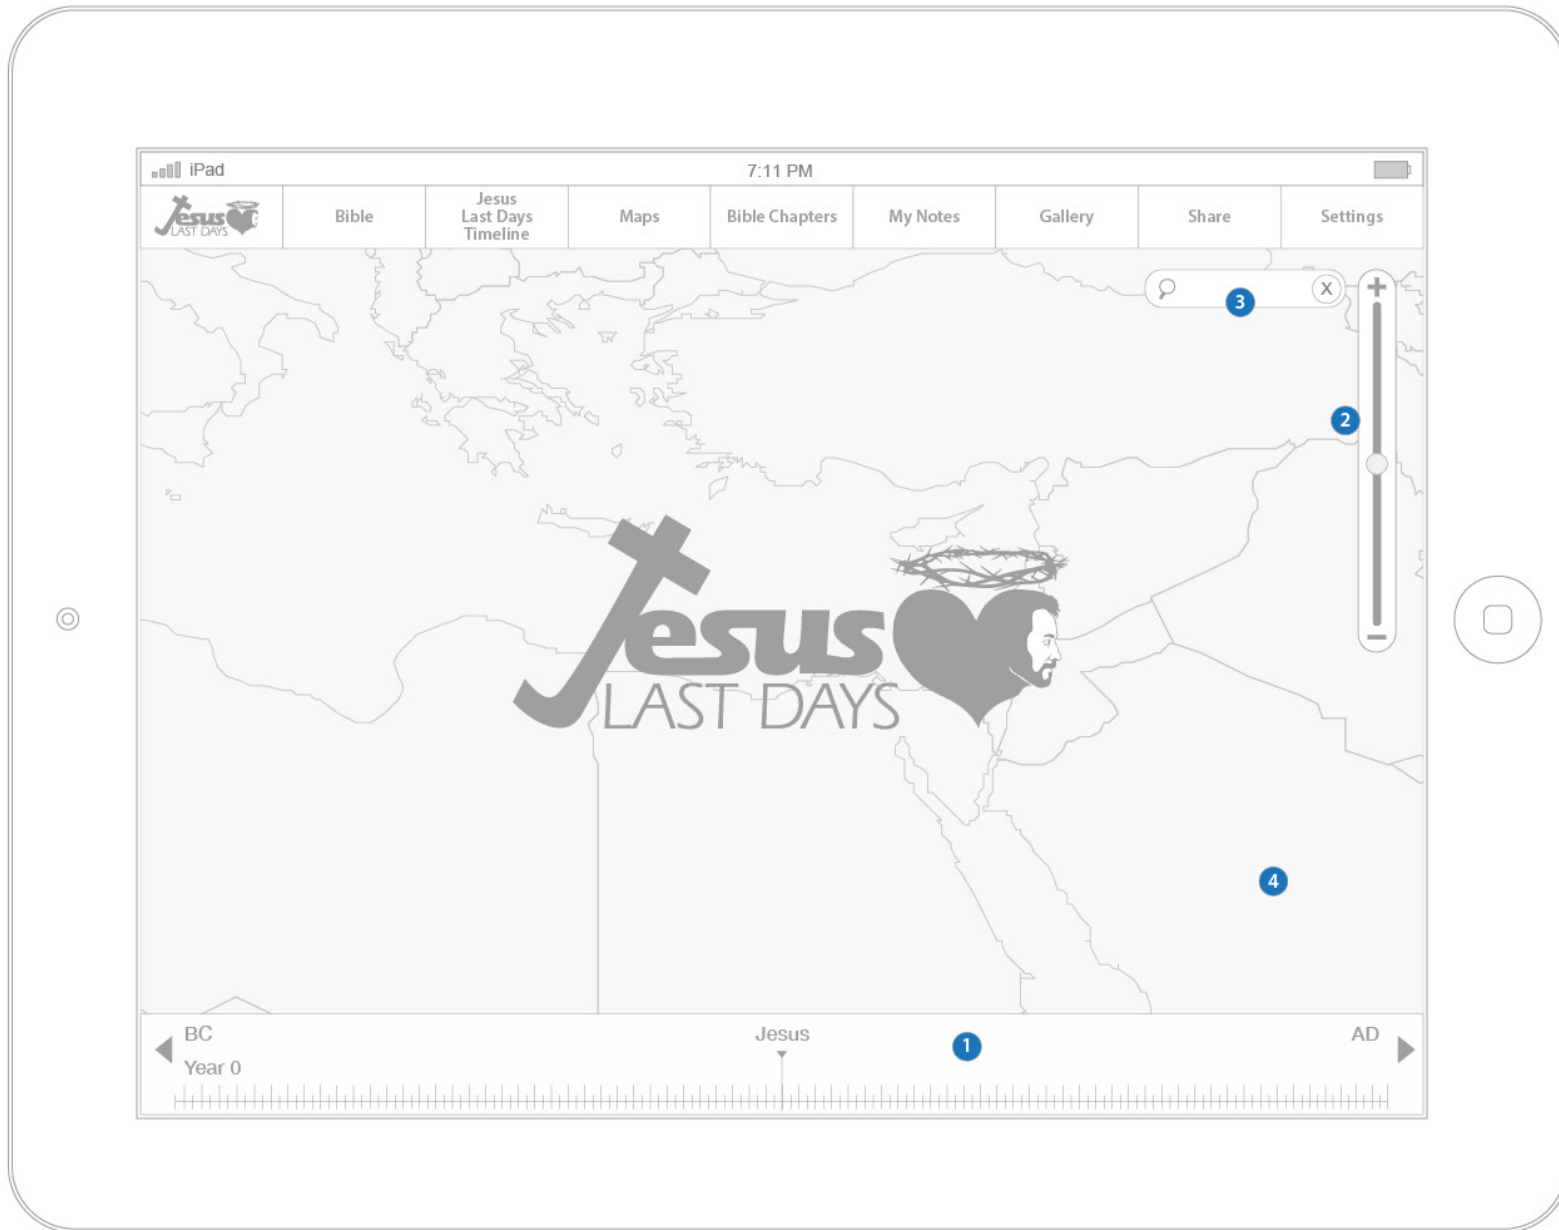 iPad
7:11 PM
Jesus
LAST DAYS
Bible
Jesus
Last Days
Timeline
Maps
Bible Chapters
My Notes
Gallery
Share
Settings
X
3
+
2
−
Jesus
LAST DAYS
4
BC
Jesus
1
AD
Year 0